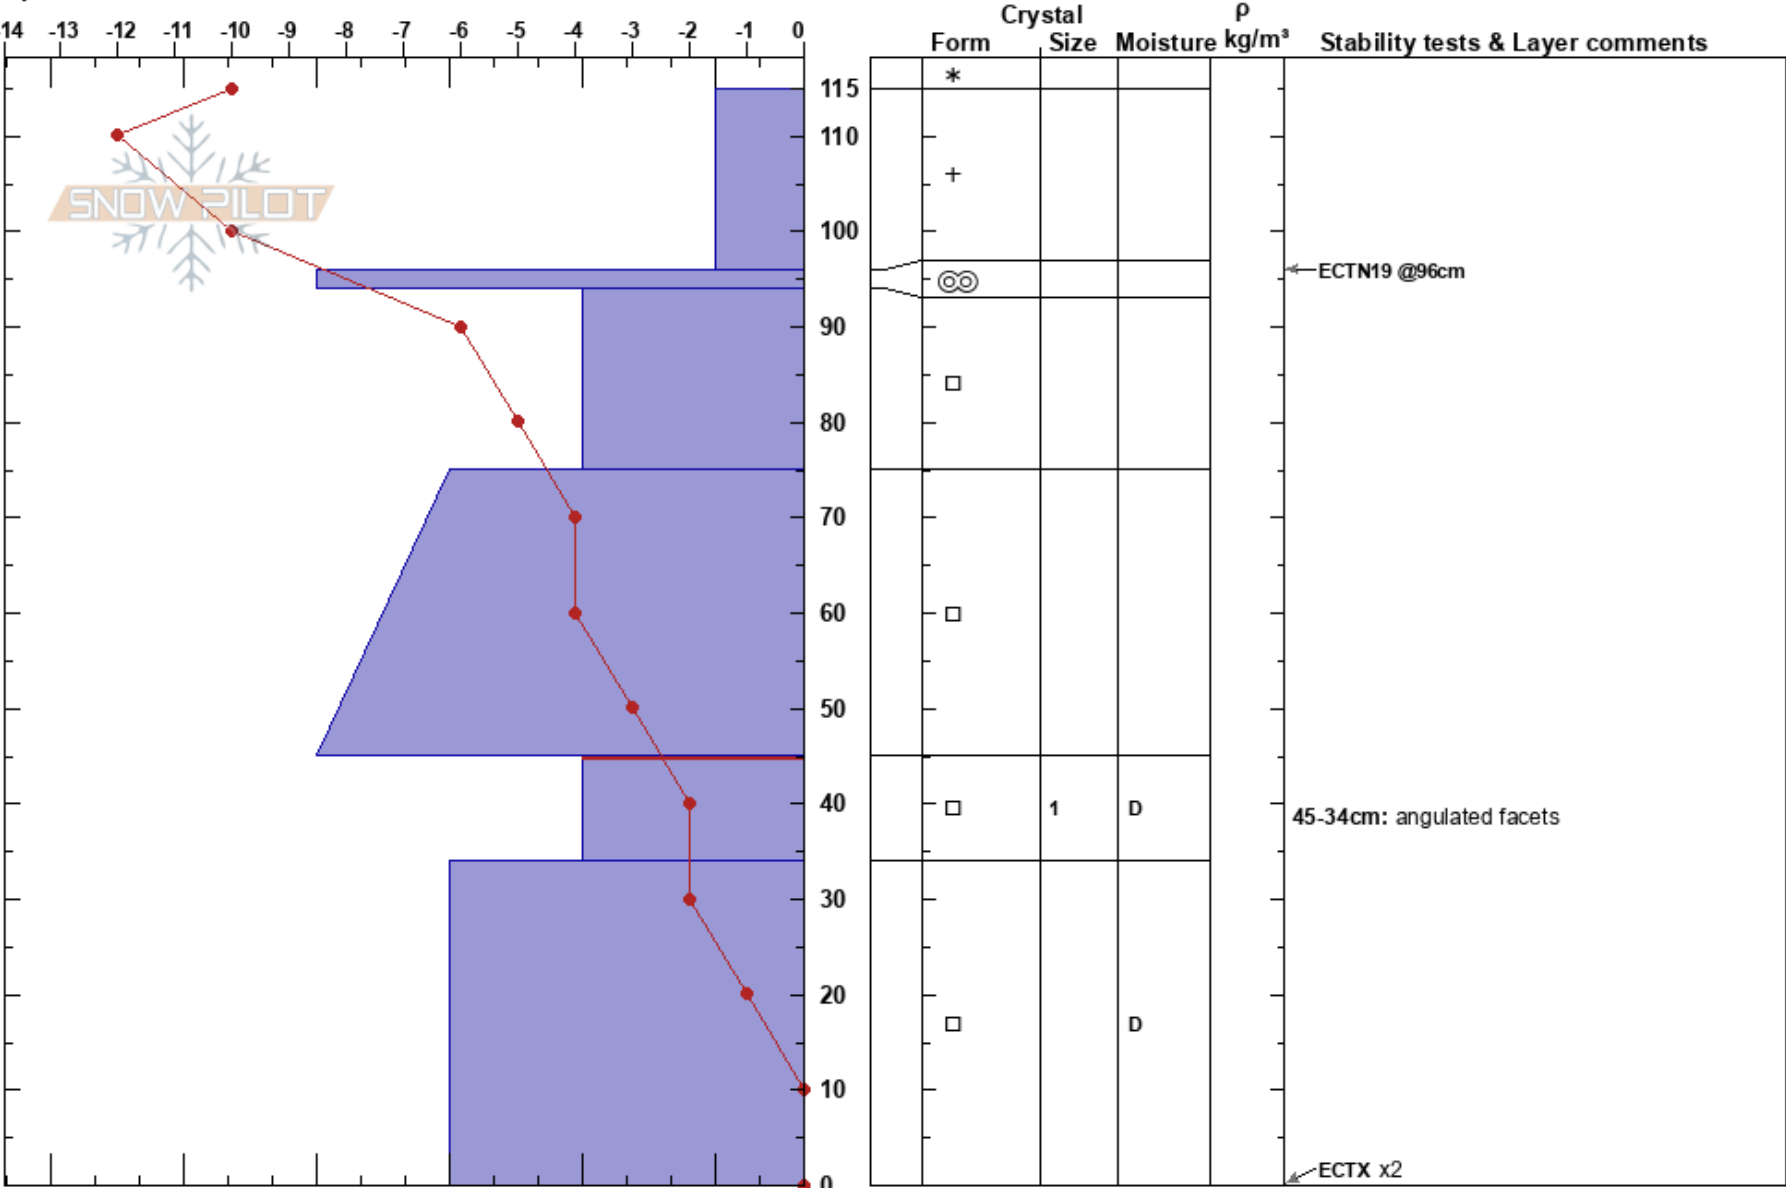 Crystal ρ
-14 -13 -12 -11 -10 -9 -8 -7 -6 -5 -4 -3 -2 -1 0 Form Size Moisture kg/m³ Stability tests & Layer comments
*
115
110
+
SNOW PILOT
100
ECTN19 @96cm
90
80
70
60
50
40 1 D 45-34cm: angulated facets
30
20
D
10
ECTX x2
0